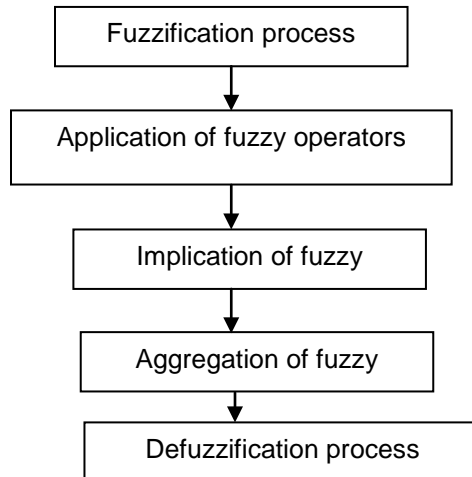 Fuzzification process
Application of fuzzy operators
Implication of fuzzy
Aggregation of fuzzy
Defuzzification process